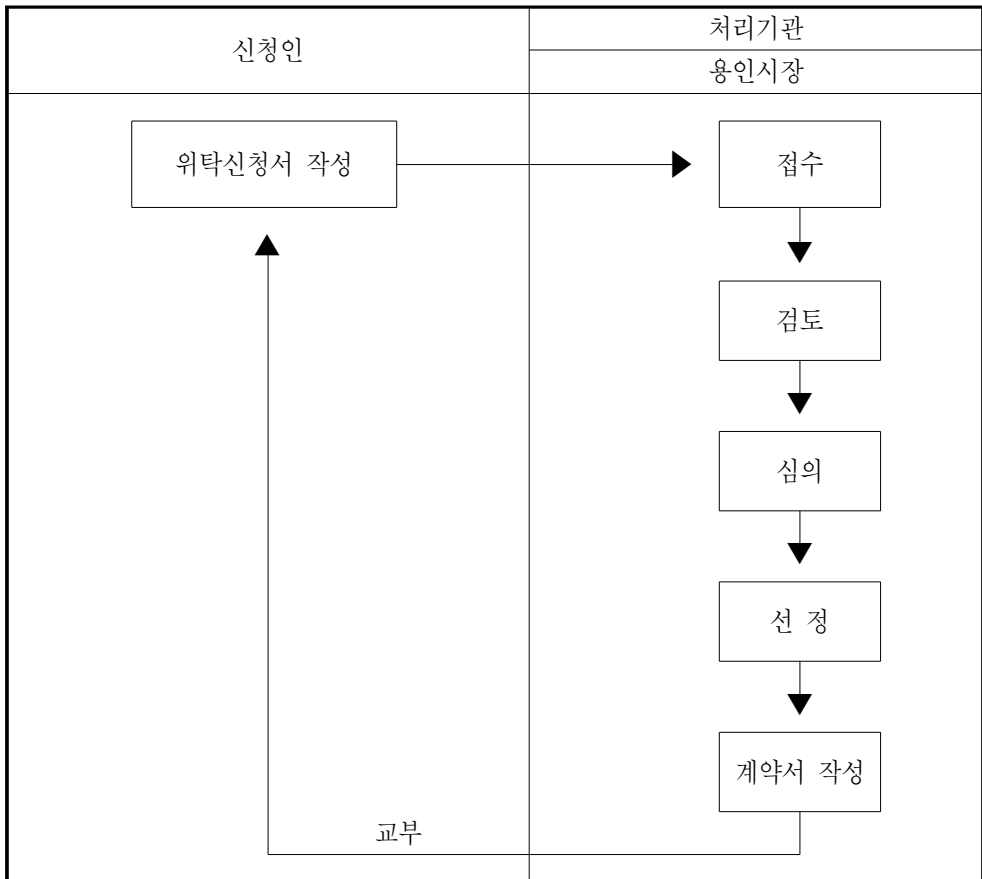 신청인
처리기관
용인시장
위탁신청서 작성
접수
검토
심의
선 정
계약서 작성
교부